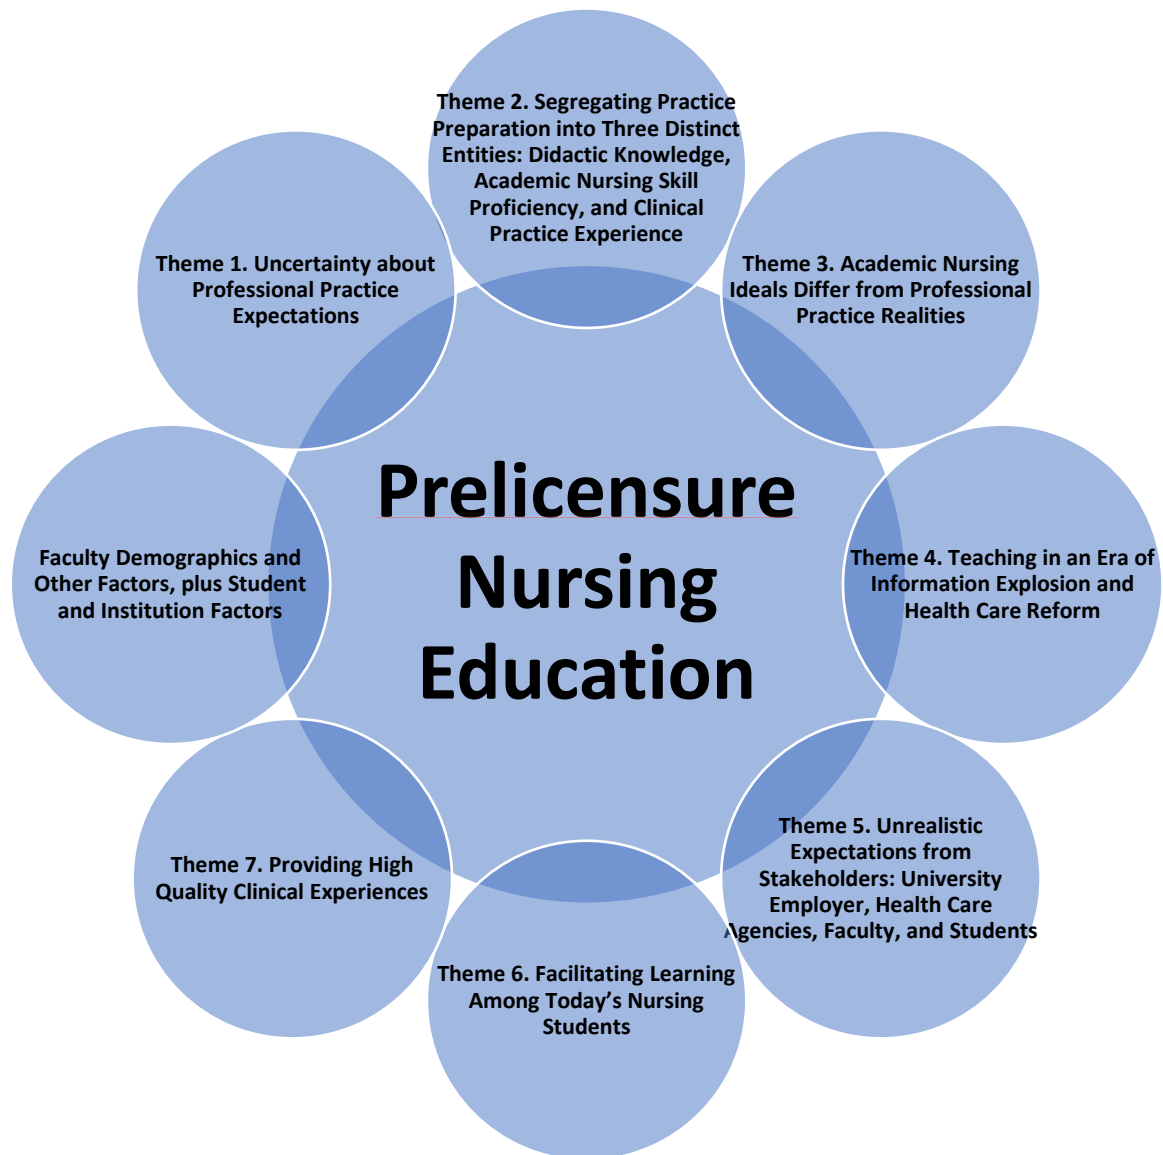 Theme 2. Segregating Practice
Preparation into Three Distinct
Entities: Didactic Knowledge,
Academic Nursing Skill
Proficiency, and Clinical
Practice Experience
Theme 1. Uncertainty about
Professional Practice
Expectations
Theme 3. Academic Nursing
Ideals Differ from Professional
Practice Realities
Prelicensure
Nursing
Education
Faculty Demographics and
Other Factors, plus Student
and Institution Factors
Theme 4. Teaching in an Era of
Information Explosion and
Health Care Reform
Theme 7. Providing High
Quality Clinical Experiences
Theme 5. Unrealistic
Expectations from
Stakeholders: University
Employer, Health Care
Agencies, Faculty, and Students
Theme 6. Facilitating Learning
Among Today’s Nursing
Students